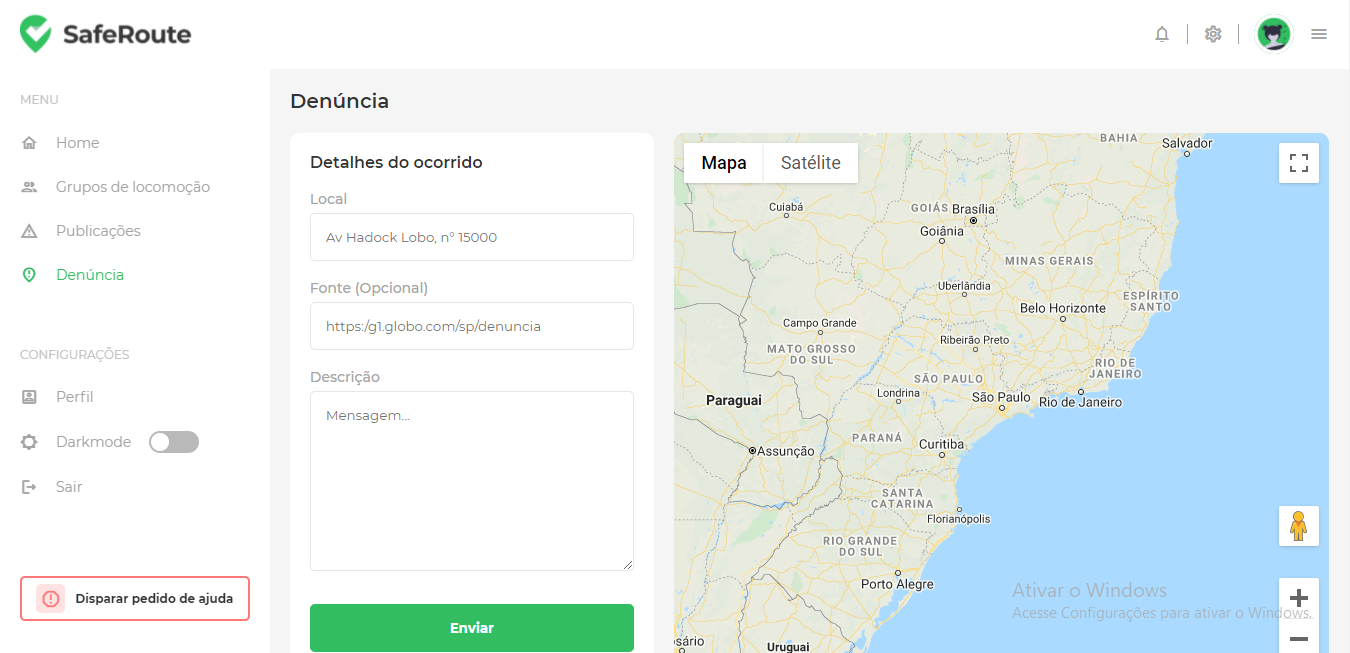 SafeRoute
MENU
Home
Grupos de locomoção
Publicações
Denúncia
CONFIGURAÇÕES
Perfil
Darkmode
Sair
Disparar pedido de ajuda
Denúncia
Detalhes do ocorrido
Local
Av Hadock Lobo, n° 15000
Fonte (Opcional)
https:/g1.globo.com/sp/denuncia
Descrição
Mensagem...
Enviar
Mapa
Satélite
BAHIA
Salvador
Cuiabá
GOIÁS
Brasília
Goiânia
MINAS GERAIS
Uberlândia
ESPÍRITO
SANTO
Belo Horizonte
Campo Grande
Ribeirão Preto
MATO GROSSO
DO SUL
RIO DE
JANEIRO
SÃO PAULO
Londrina
São Paulo
Rio de Janeiro
Paraguai
PARANÁ
Curitiba
Assunção
SANTA
CATARINA
Florianópolis
RIO GRANDE
DO SUL
Porto Alegre
Ativar o Windows
Acesse Configurações para ativar o Windows.
sário
Uruguai